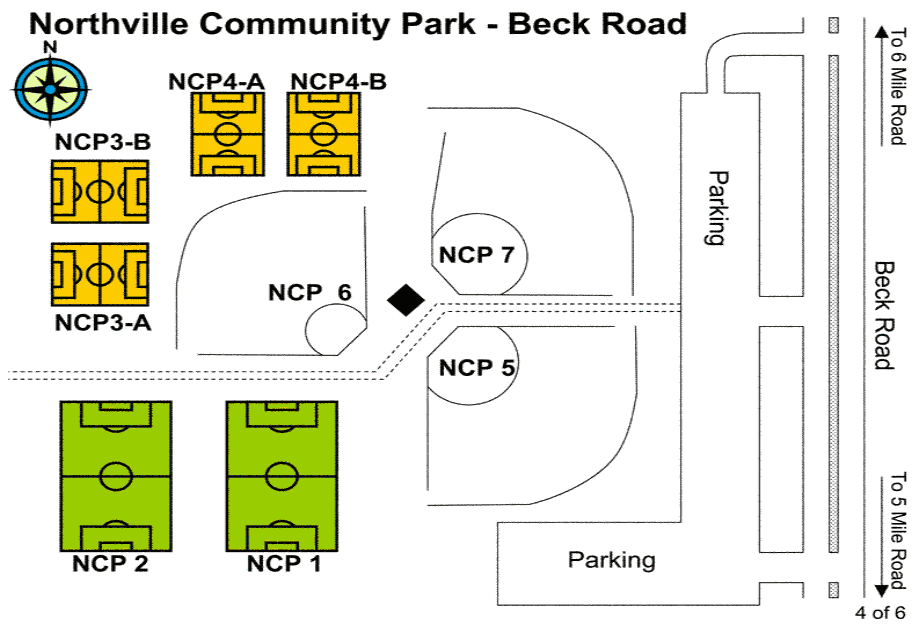 Northville Community Park - Beck Road
N
NCP4-A
NCP4-B
NCP3-B
NCP3-A
NCP 6
NCP 7
NCP 5
NCP 2
NCP 1
Parking
Parking
To 6 Mile Road
Beck Road
To 5 Mile Road
4 of 6